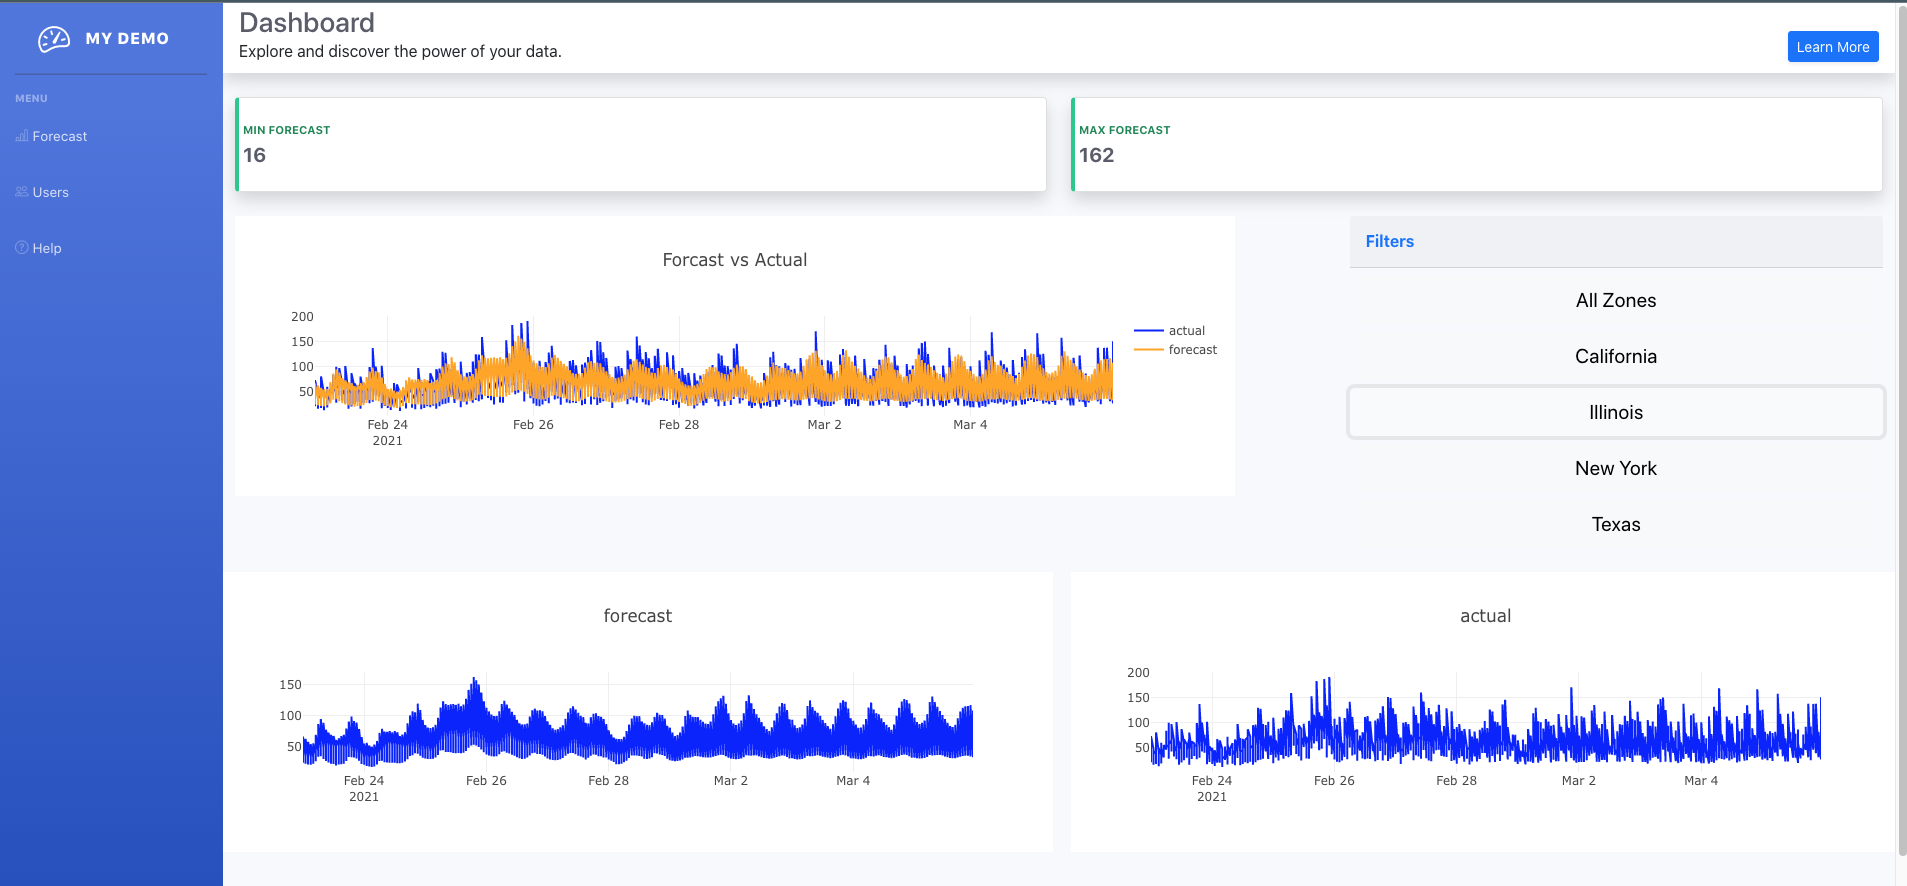 MY DEMO
MENU
Forecast
Users
Help
Dashboard
Explore and discover the power of your data.
Learn More
MIN FORECAST
16
MAX FORECAST
162
Forcast vs Actual
200
150
100
50
Feb 24
2021
Feb 26
Feb 28
Mar 2
Mar 4
actual
forecast
Filters
All Zones
California
Illinois
New York
Texas
forecast
150
100
50
Feb 24
2021
Feb 26
Feb 28
Mar 2
Mar 4
actual
200
150
100
50
Feb 24
2021
Feb 26
Feb 28
Mar 2
Mar 4